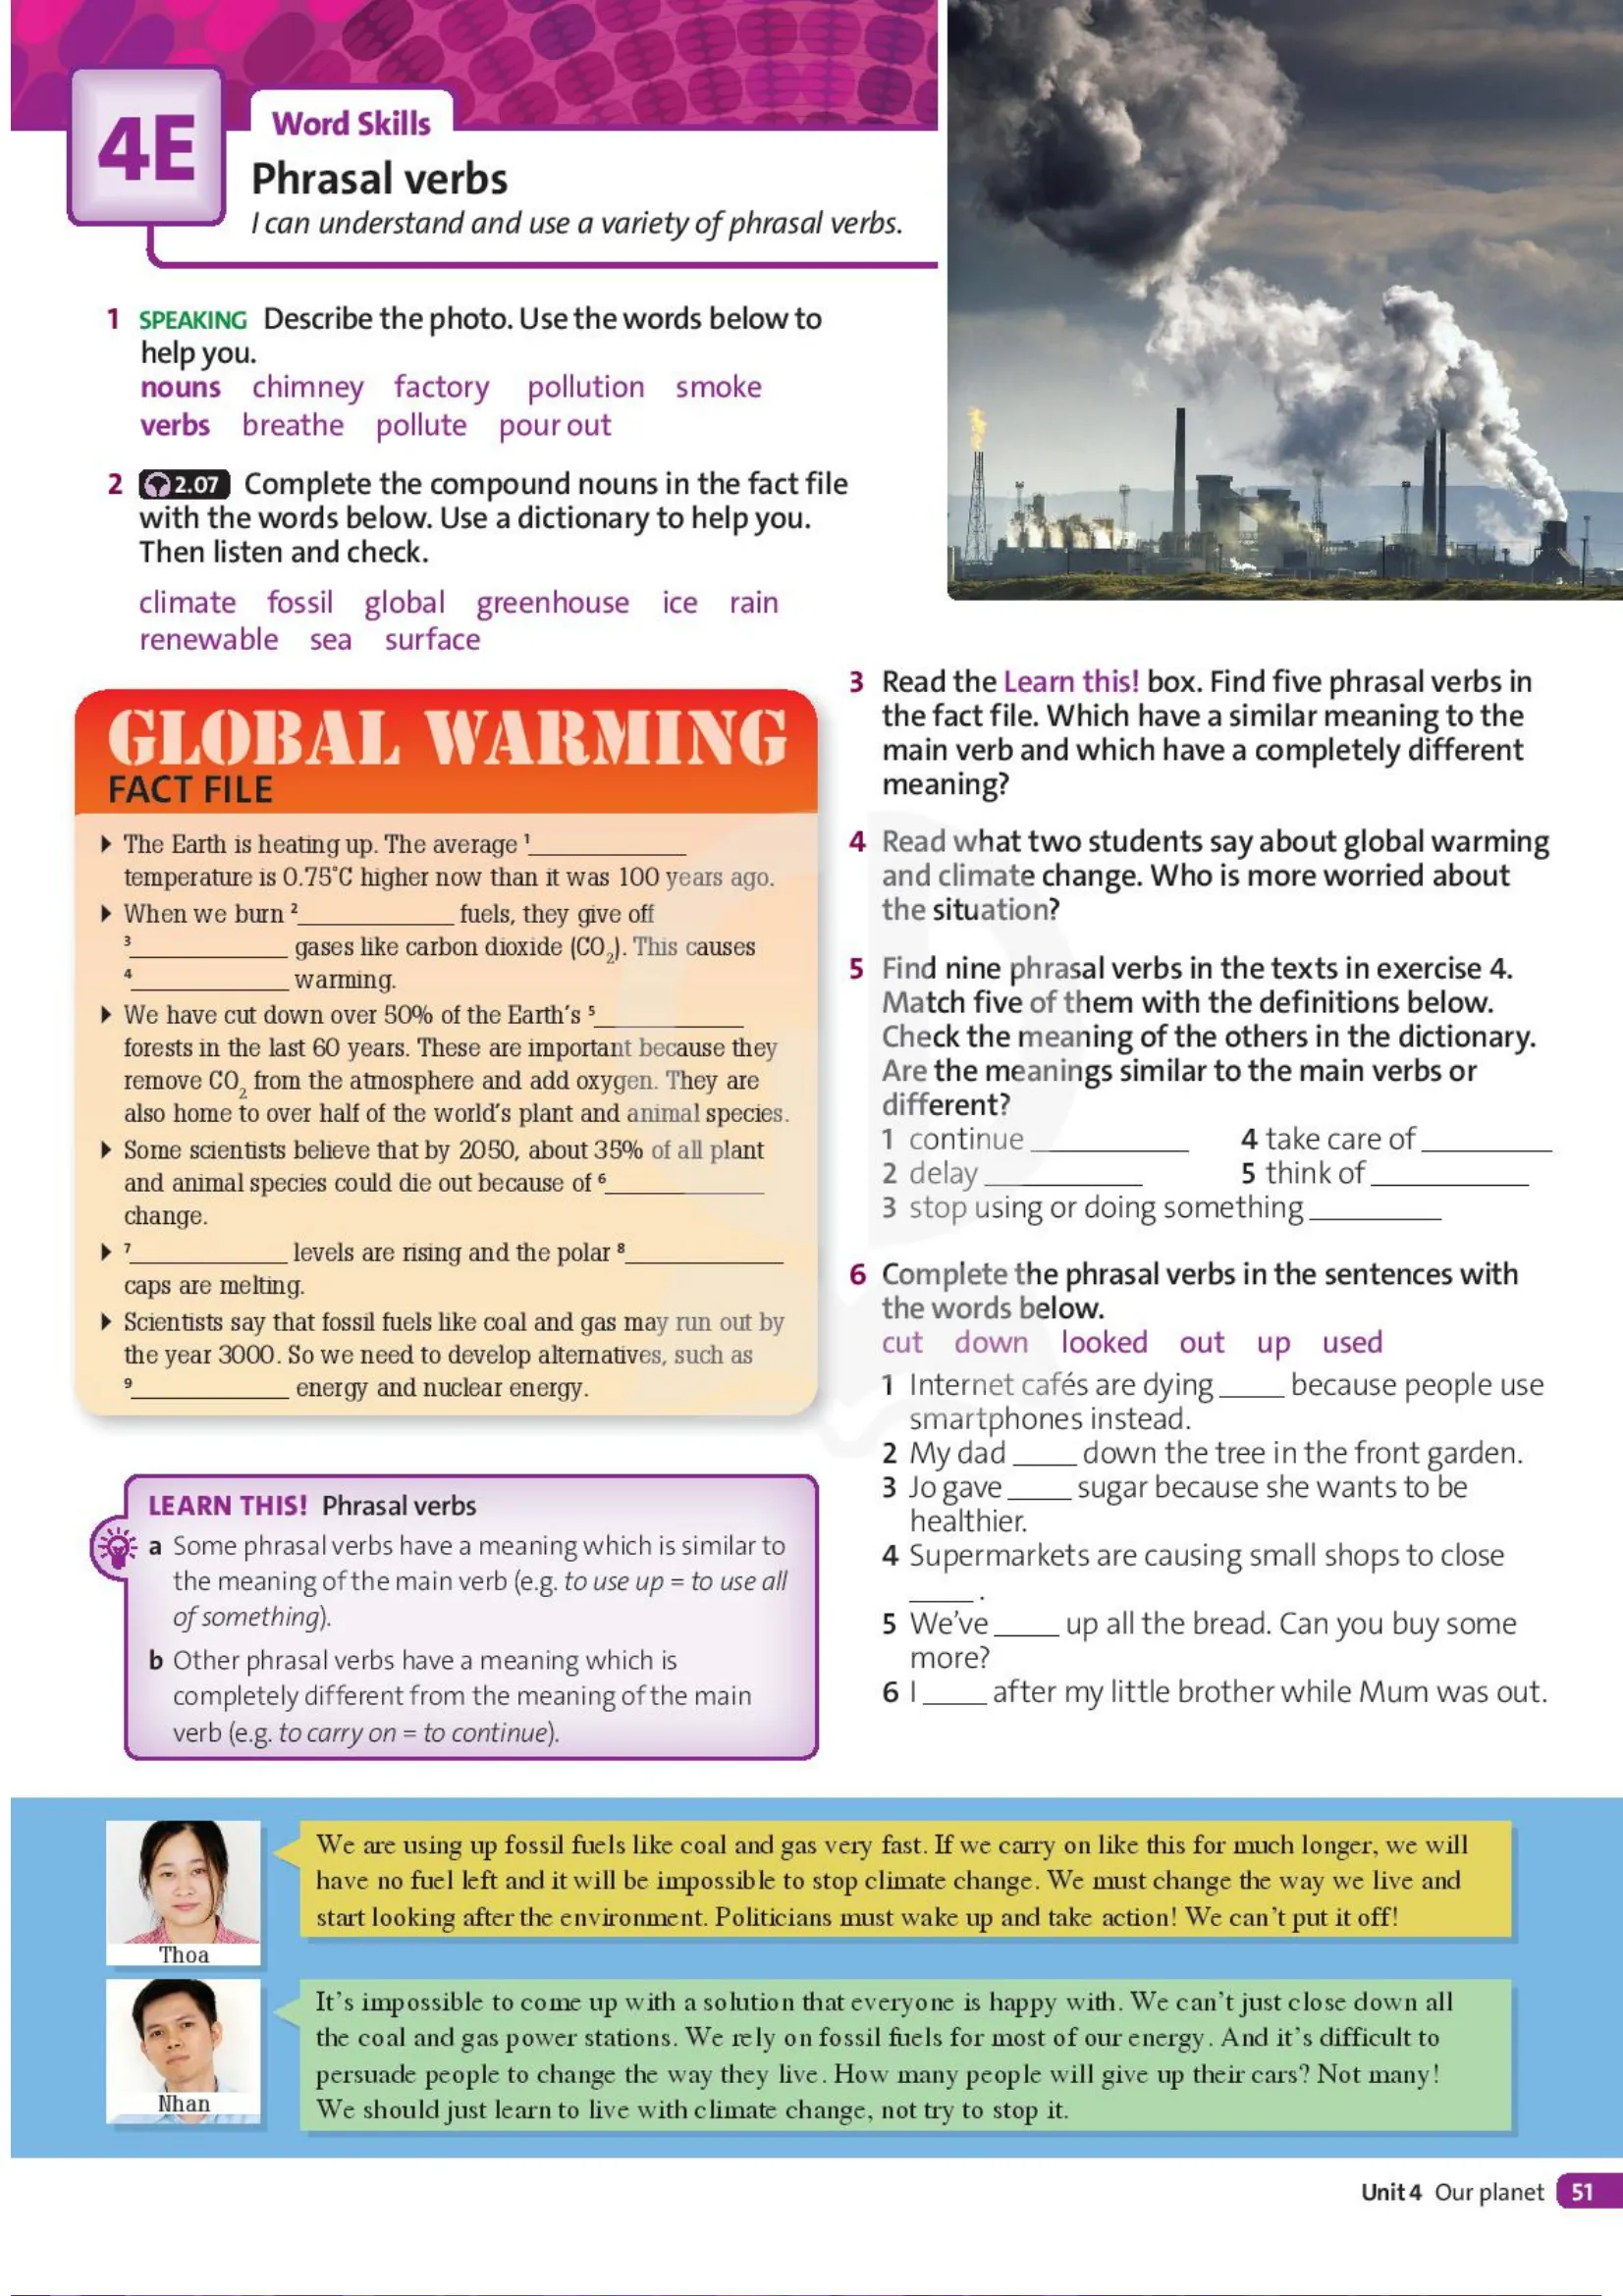 4E
Word Skills
Phrasal verbs
I can understand and use a variety of phrasal verbs.
1 SPEAKING Describe the photo. Use the words below to
help you.
nouns chimney factory pollution smoke
verbs breathe pollute pour out
2 2.07 Complete the compound nouns in the fact file
with the words below. Use a dictionary to help you.
Then listen and check.
climate fossil global greenhouse ice rain
renewable sea surface
GLOBAL WARMING
FACT FILE
The Earth is heating up. The average 1____________
temperature is 0.75°C higher now than it was 100 years ago.
When we burn 2____________ fuels, they give off
3____________ gases like carbon dioxide (CO2). This causes
4____________ warming.
We have cut down over 50% of the Earth's 5____________
forests in the last 60 years. These are important because they
remove CO2 from the atmosphere and add oxygen. They are
also home to over half of the world's plant and animal species.
Some scientists believe that by 2050, about 35% of all plant
and animal species could die out because of 6____________
change.
7____________ levels are rising and the polar 8____________
caps are melting.
Scientists say that fossil fuels like coal and gas may run out by
the year 3000. So we need to develop alternatives, such as
9____________ energy and nuclear energy.
LEARN THIS! Phrasal verbs
a Some phrasal verbs have a meaning which is similar to
the meaning of the main verb (e.g. to use up = to use all
of something).
b Other phrasal verbs have a meaning which is
completely different from the meaning of the main
verb (e.g. to carry on = to continue).
3 Read the Learn this! box. Find five phrasal verbs in
the fact file. Which have a similar meaning to the
main verb and which have a completely different
meaning?
4 Read what two students say about global warming
and climate change. Who is more worried about
the situation?
5 Find nine phrasal verbs in the texts in exercise 4.
Match five of them with the definitions below.
Check the meaning of the others in the dictionary.
Are the meanings similar to the main verbs or
different?
1 continue ____________ 4 take care of __________
2 delay ____________ 5 think of ____________
3 stop using or doing something __________
6 Complete the phrasal verbs in the sentences with
the words below.
cut down looked out up used
1 Internet cafés are dying _____ because people use
smartphones instead.
2 My dad _____ down the tree in the front garden.
3 Jo gave _____ sugar because she wants to be
healthier.
4 Supermarkets are causing small shops to close
_____ .
5 We've _____ up all the bread. Can you buy some
more?
6 I _____ after my little brother while Mum was out.
We are using up fossil fuels like coal and gas very fast. If we carry on like this for much longer, we will
have no fuel left and it will be impossible to stop climate change. We must change the way we live and
start looking after the environment. Politicians must wake up and take action! We can't put it off!
Thoa
It's impossible to come up with a solution that everyone is happy with. We can't just close down all
the coal and gas power stations. We rely on fossil fuels for most of our energy. And it's difficult to
persuade people to change the way they live. How many people will give up their cars? Not many!
We should just learn to live with climate change, not try to stop it.
Nhan
Unit 4 Our planet 51